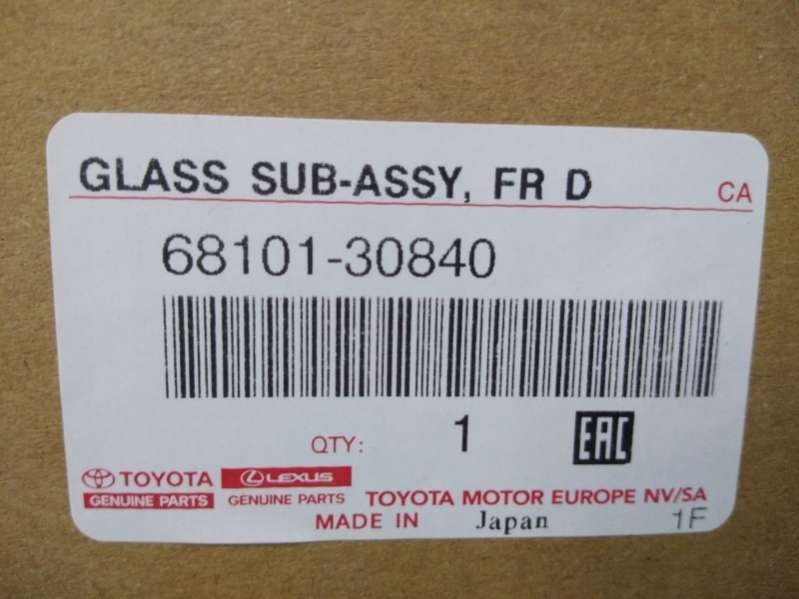 GLASS SUB-ASSY, FR D
CA
68101-30840
QTY: 1 EAC
TOYOTA LEXUS
GENUINE PARTS GENUINE PARTS TOYOTA MOTOR EUROPE NV/SA
MADE IN Japan 1F